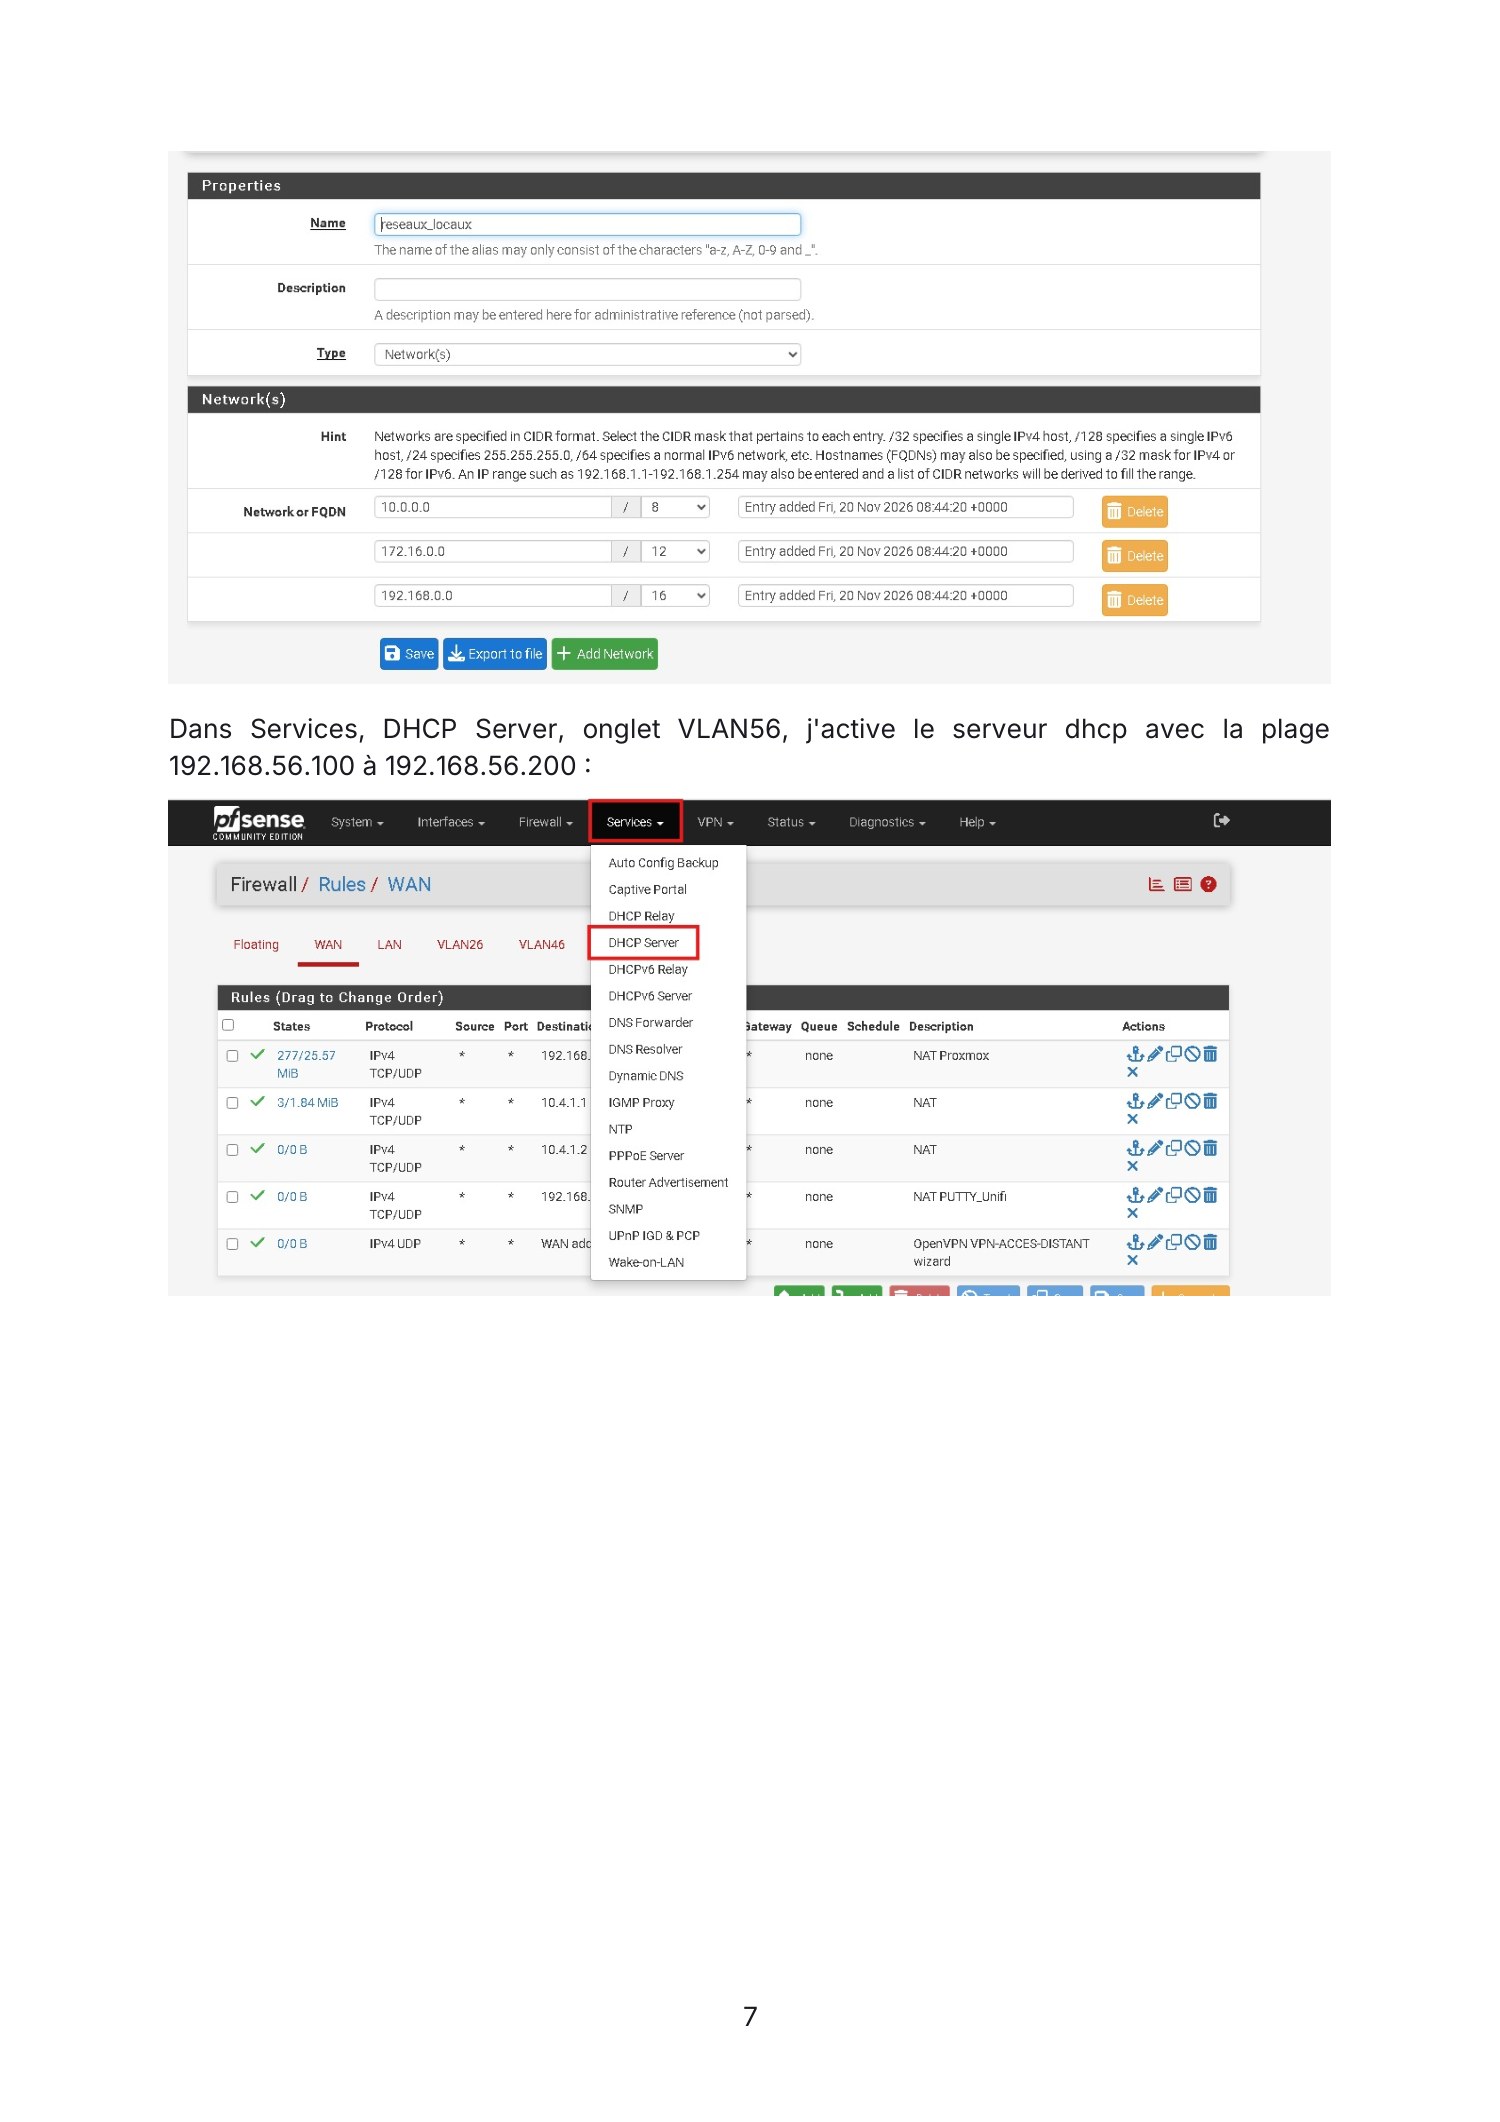 Properties
Name
reseaux_locaux
The name of the alias may only consist of the characters "a-z, A-Z, 0-9 and _".
Description
A description may be entered here for administrative reference (not parsed).
Type
Network(s)
Network(s)
Hint
Networks are specified in CIDR format. Select the CIDR mask that pertains to each entry. /32 specifies a single IPv4 host, /128 specifies a single IPv6
host, /24 specifies 255.255.255.0, /64 specifies a normal IPv6 network, etc. Hostnames (FQDNs) may also be specified, using a /32 mask for IPv4 or
/128 for IPv6. An IP range such as 192.168.1.1-192.168.1.254 may also be entered and a list of CIDR networks will be derived to fill the range.
Network or FQDN
10.0.0.0 / 8 Entry added Fri, 20 Nov 2026 08:44:20 +0000 Delete
172.16.0.0 / 12 Entry added Fri, 20 Nov 2026 08:44:20 +0000 Delete
192.168.0.0 / 16 Entry added Fri, 20 Nov 2026 08:44:20 +0000 Delete
Save Export to file Add Network
Dans Services, DHCP Server, onglet VLAN56, j'active le serveur dhcp avec la plage
192.168.56.100 à 192.168.56.200 :
pfsense
COMMUNITY EDITION
System Interfaces Firewall Services VPN Status Diagnostics Help
Auto Config Backup
Captive Portal
DHCP Relay
DHCP Server
DHCPv6 Relay
DHCPv6 Server
DNS Forwarder
DNS Resolver
Dynamic DNS
IGMP Proxy
NTP
PPPoE Server
Router Advertisement
SNMP
UPnP IGD & PCP
Wake-on-LAN
Firewall / Rules / WAN
Floating WAN LAN VLAN26 VLAN46
Rules (Drag to Change Order)
States Protocol Source Port Destinati Gateway Queue Schedule Description Actions
277/25.57 IPv4 * * 192.168. * none NAT Proxmox
MiB TCP/UDP
3/1.84 MiB IPv4 * * 10.4.1.1 * none NAT
TCP/UDP
0/0 B IPv4 * * 10.4.1.2 * none NAT
TCP/UDP
0/0 B IPv4 * * 192.168. * none NAT PUTTY_Unifi
TCP/UDP
0/0 B IPv4 UDP * * WAN add * none OpenVPN VPN-ACCES-DISTANT
wizard
7